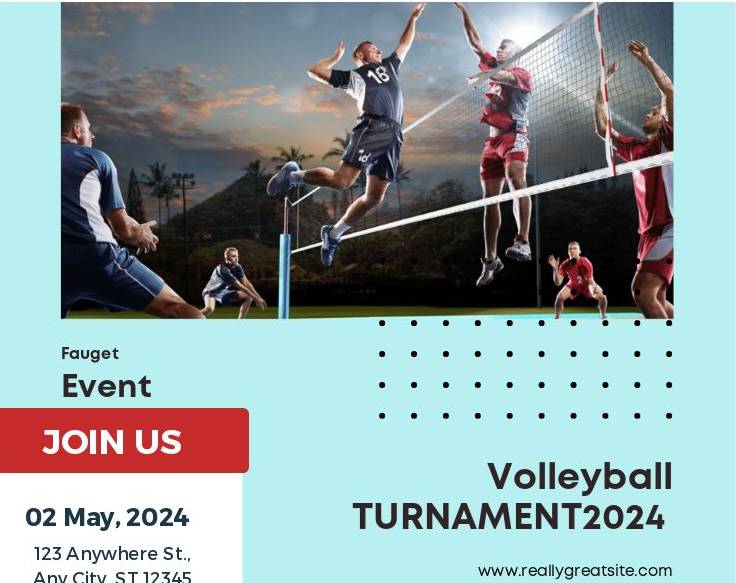 18
18
Fauget
Event
JOIN US
02 May, 2024
123 Anywhere St.,
Any City, ST 12345
Volleyball
TURNAMENT2024
www.reallygreatsite.com